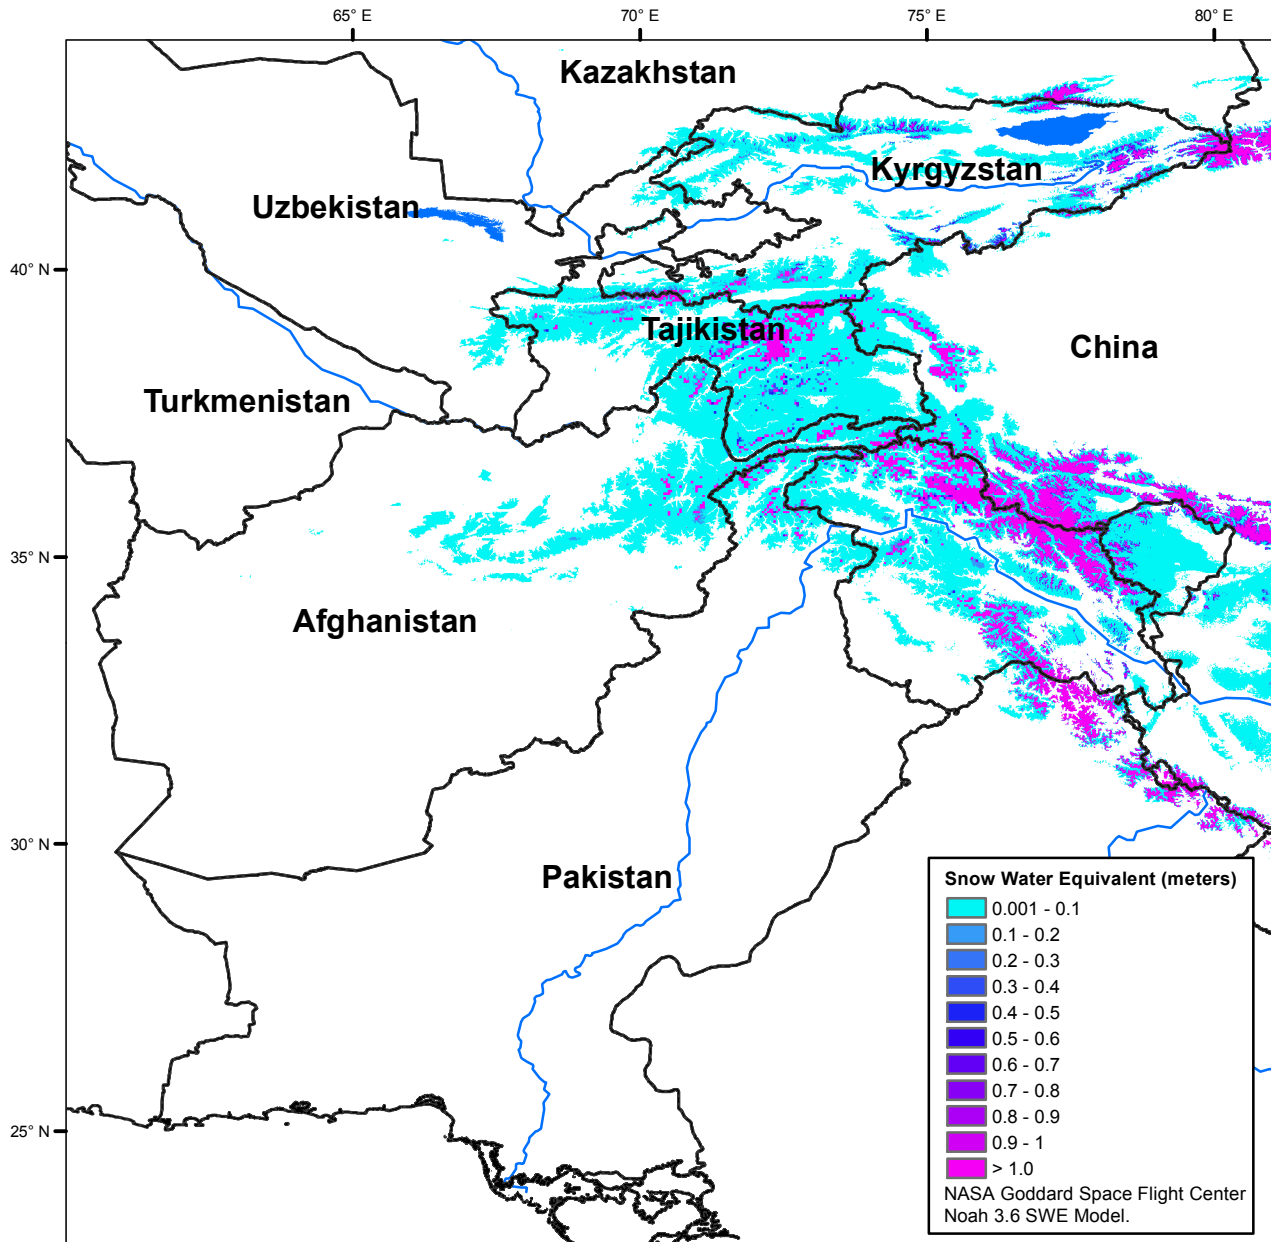 65° E
70° E
75° E
80° E
Kazakhstan
Kyrgyzstan
Uzbekistan
40° N
Tajikistan
China
Turkmenistan
35° N
Afghanistan
30° N
Pakistan
25° N
Snow Water Equivalent (meters)
0.001 - 0.1
0.1 - 0.2
0.2 - 0.3
0.3 - 0.4
0.4 - 0.5
0.5 - 0.6
0.6 - 0.7
0.7 - 0.8
0.8 - 0.9
0.9 - 1
> 1.0
NASA Goddard Space Flight Center
Noah 3.6 SWE Model.